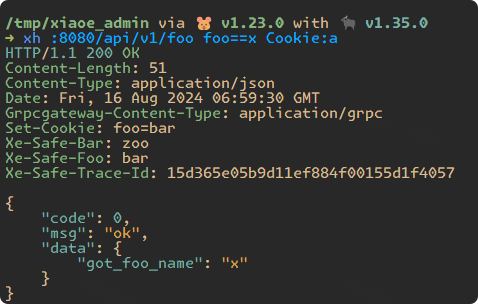 /tmp/xiaoe_admin via 🐹 v1.23.0 with 🐃 v1.35.0
➜ xh :8080/api/v1/foo foo==x Cookie:a
HTTP/1.1 200 OK
Content-Length: 51
Content-Type: application/json
Date: Fri, 16 Aug 2024 06:59:30 GMT
Grpcgateway-Content-Type: application/grpc
Set-Cookie: foo=bar
Xe-Safe-Bar: zoo
Xe-Safe-Foo: bar
Xe-Safe-Trace-Id: 15d365e05b9d11ef884f00155d1f4057
{
    "code": 0,
    "msg": "ok",
    "data": {
        "got_foo_name": "x"
    }
}